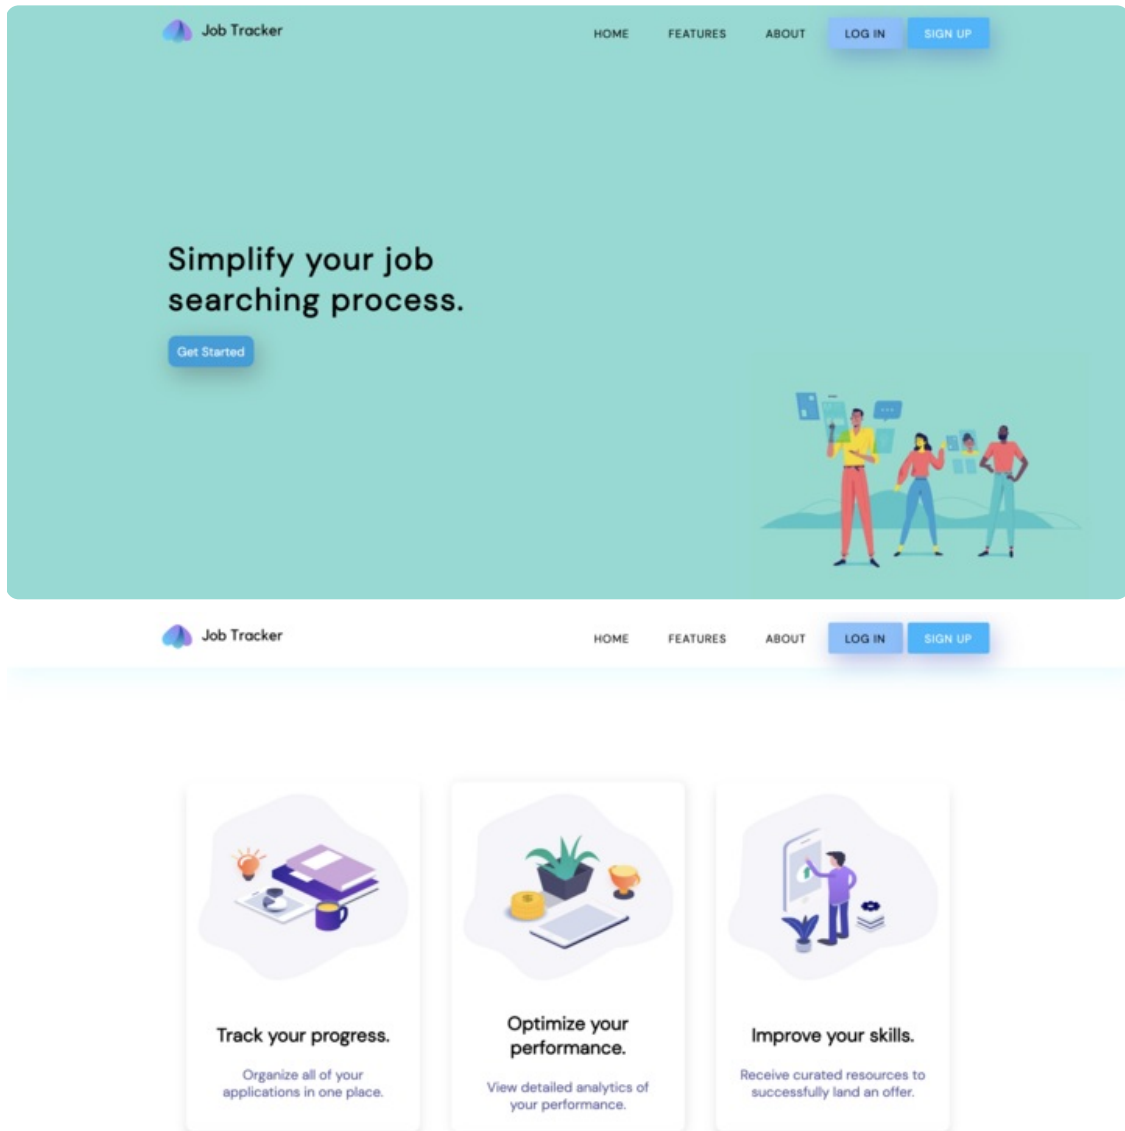 Job Tracker
HOME
FEATURES
ABOUT
LOG IN
SIGN UP
Simplify your job
searching process.
Get Started
Job Tracker
HOME
FEATURES
ABOUT
LOG IN
SIGN UP
Track your progress.
Organize all of your
applications in one place.
Optimize your
performance.
View detailed analytics of
your performance.
Improve your skills.
Receive curated resources to
successfully land an offer.